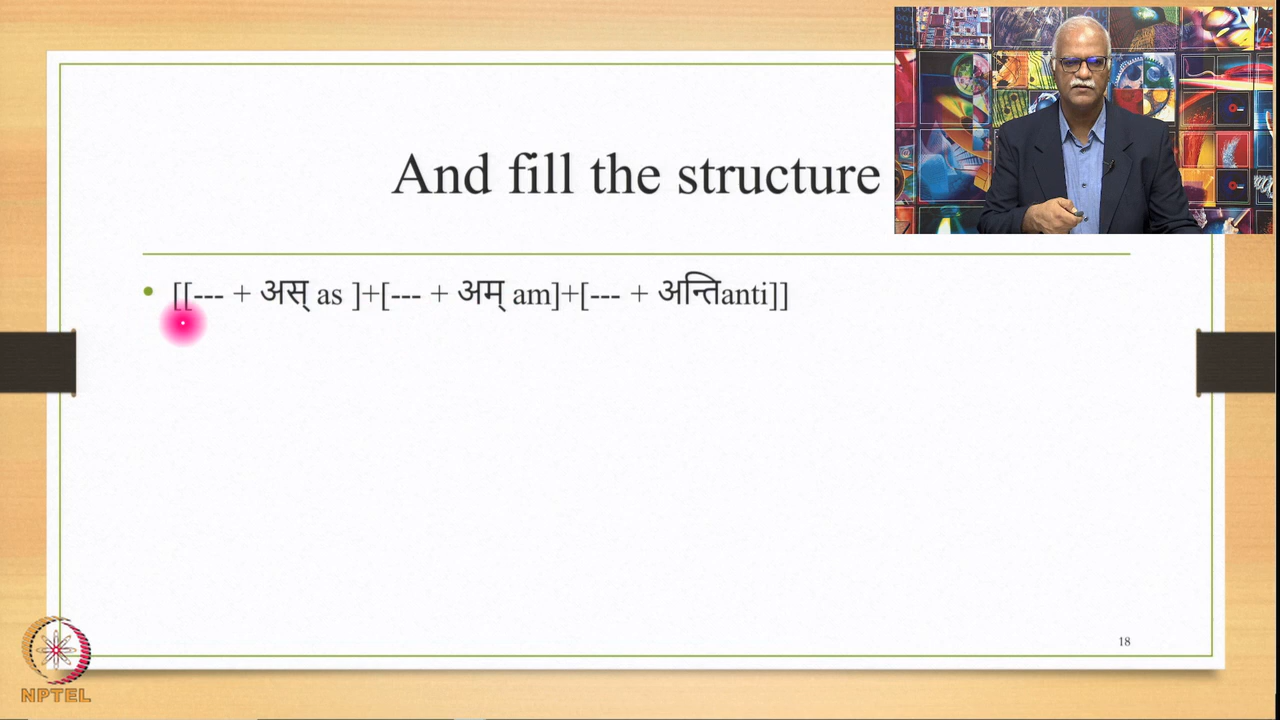 And fill the structure
• [[--- + अस् as ]+[--- + अम् am]+[--- + अन्तिanti]]
18
NPTEL